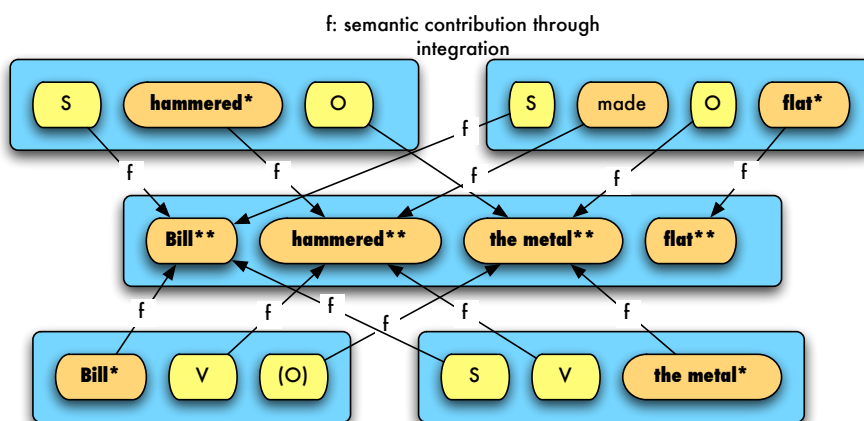 f: semantic contribution through
integration
S hammered* O S made O flat*
f
f f f f f
Bill** hammered** the metal** flat**
f f f f f f
Bill* V (O) S V the metal*